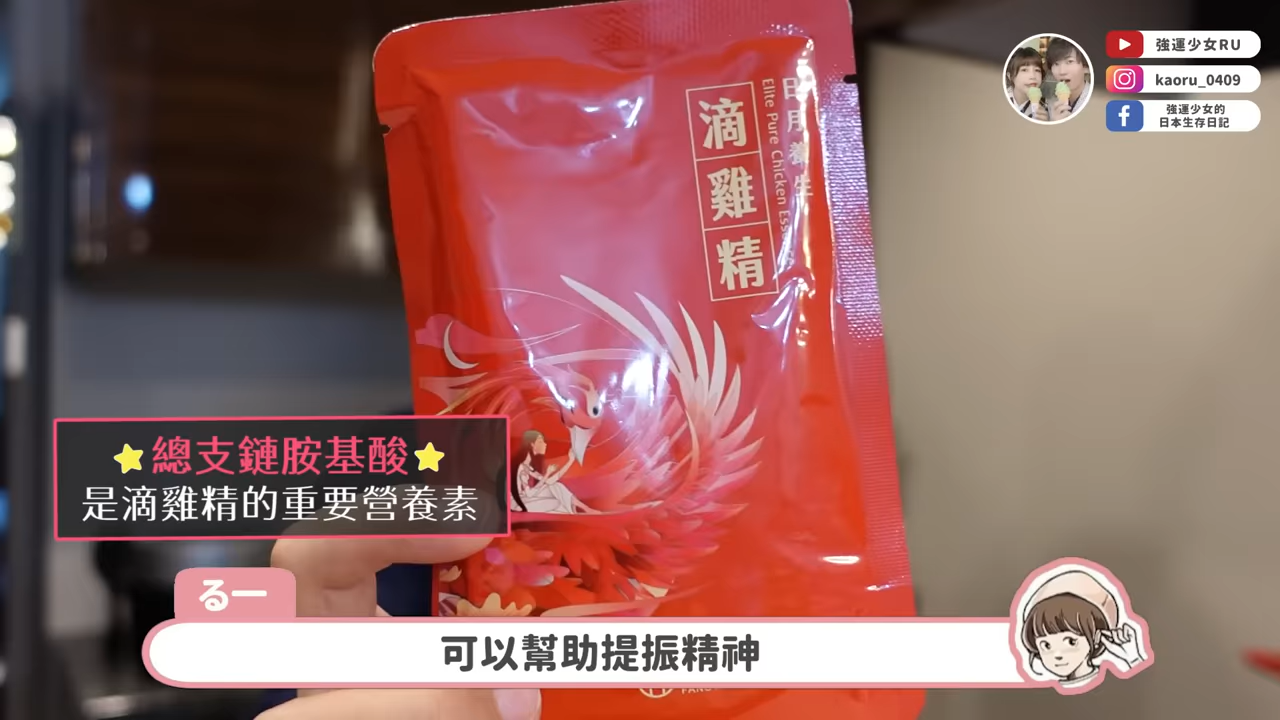 強運少女RU
kaoru_0409
強運少女的
日本生存日記
滴雞精
日月養生
Elite Pure Chicken
⭐總支鏈胺基酸⭐
是滴雞精的重要營養素
るー
可以幫助提振精神